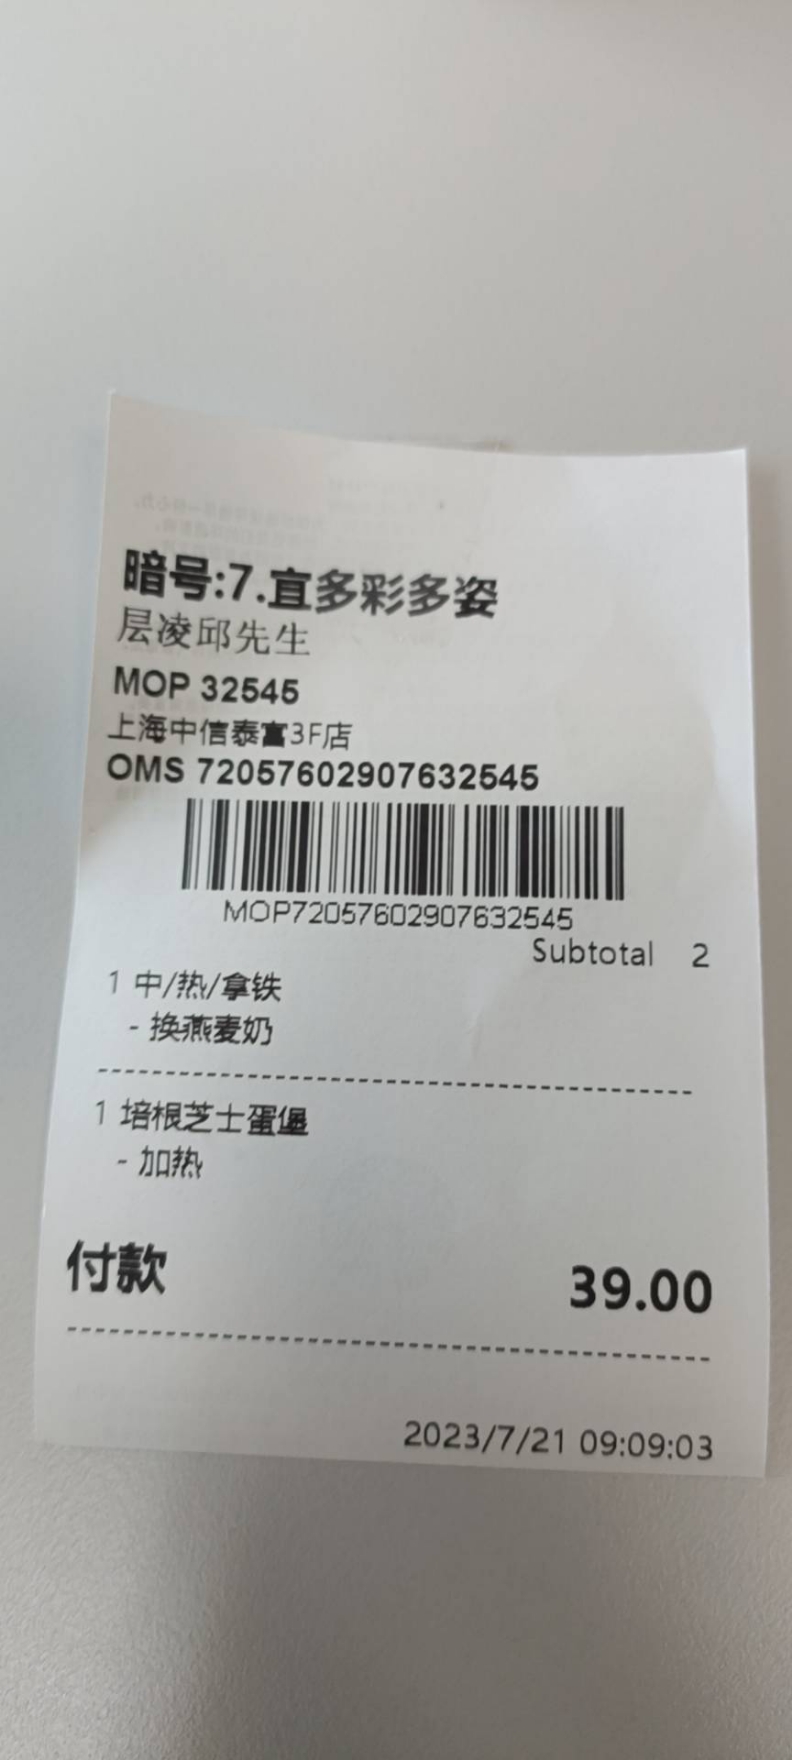 暗号:7.宜多彩多姿
层凌邱先生
MOP 32545
上海中信泰富3F店
OMS 72057602907632545
MOP72057602907632545
Subtotal 2
1 中/热/拿铁
- 换燕麦奶
1 培根芝士蛋堡
- 加热
付款 39.00
2023/7/21 09:09:03